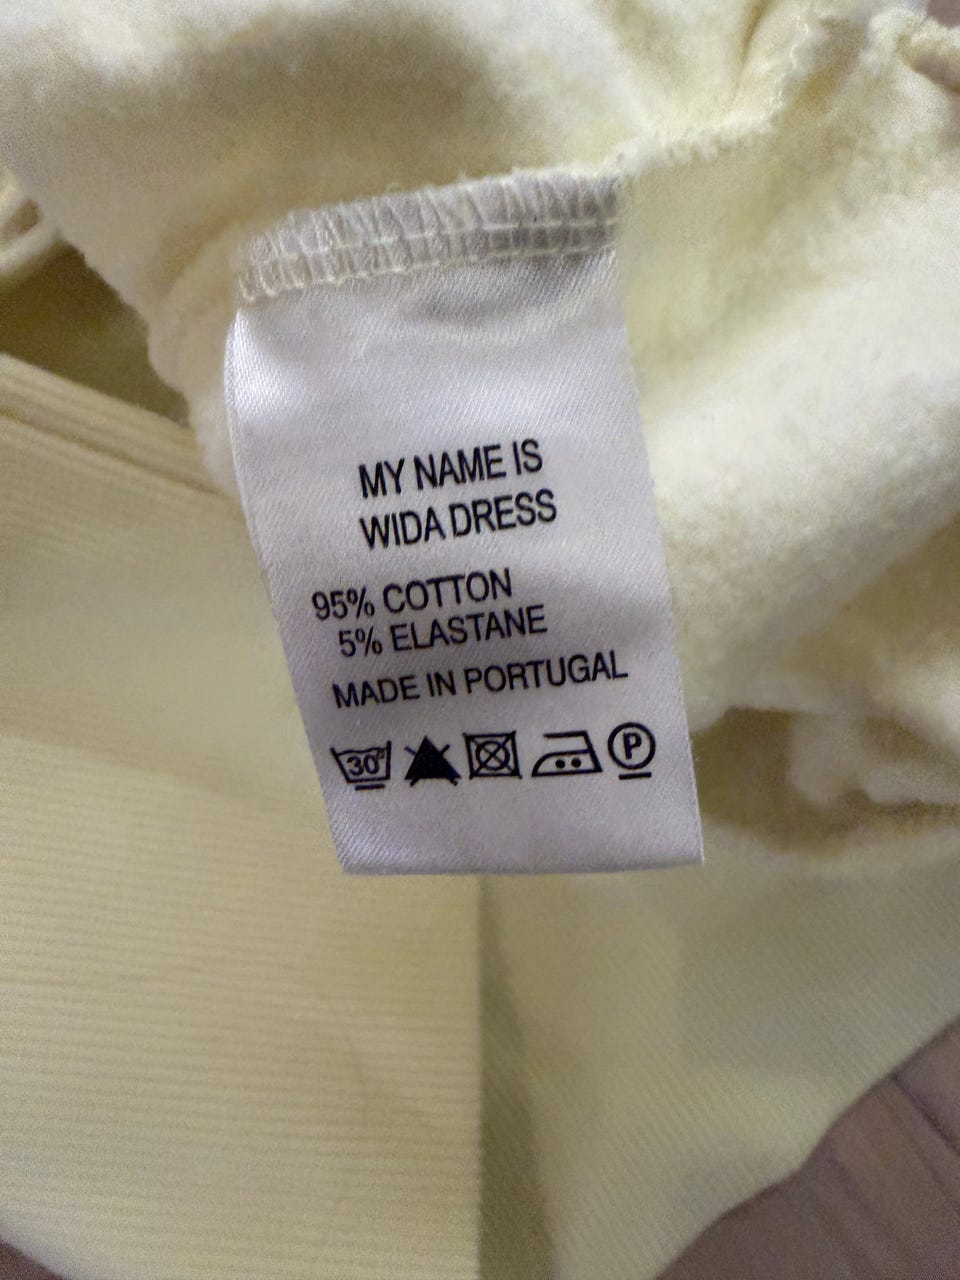 MY NAME IS
WIDA DRESS
95% COTTON
5% ELASTANE
MADE IN PORTUGAL
30° P